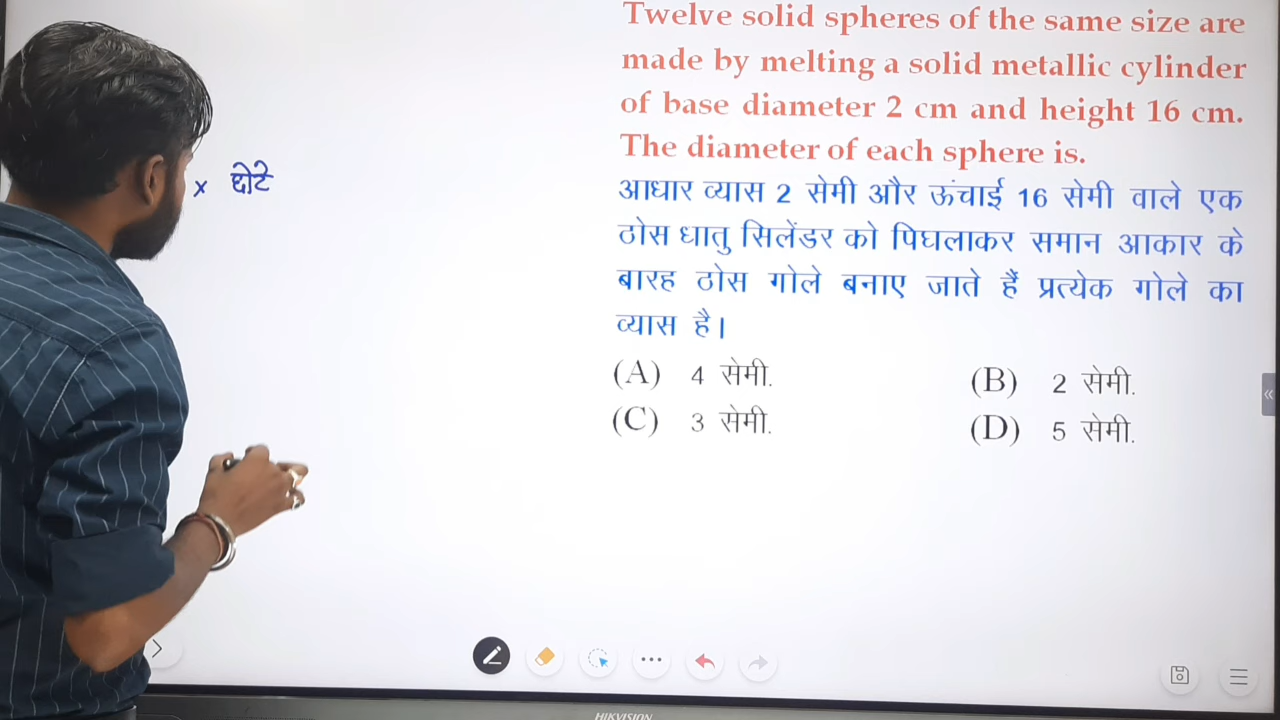 Twelve solid spheres of the same size are
made by melting a solid metallic cylinder
of base diameter 2 cm and height 16 cm.
The diameter of each sphere is.
× छोटे
आधार व्यास 2 सेमी और ऊंचाई 16 सेमी वाले एक
ठोस धातु सिलेंडर को पिघलाकर समान आकार के
बारह ठोस गोले बनाए जाते हैं प्रत्येक गोले का
व्यास है।
(A) 4 सेमी. (B) 2 सेमी.
(C) 3 सेमी. (D) 5 सेमी.
HIKVISION